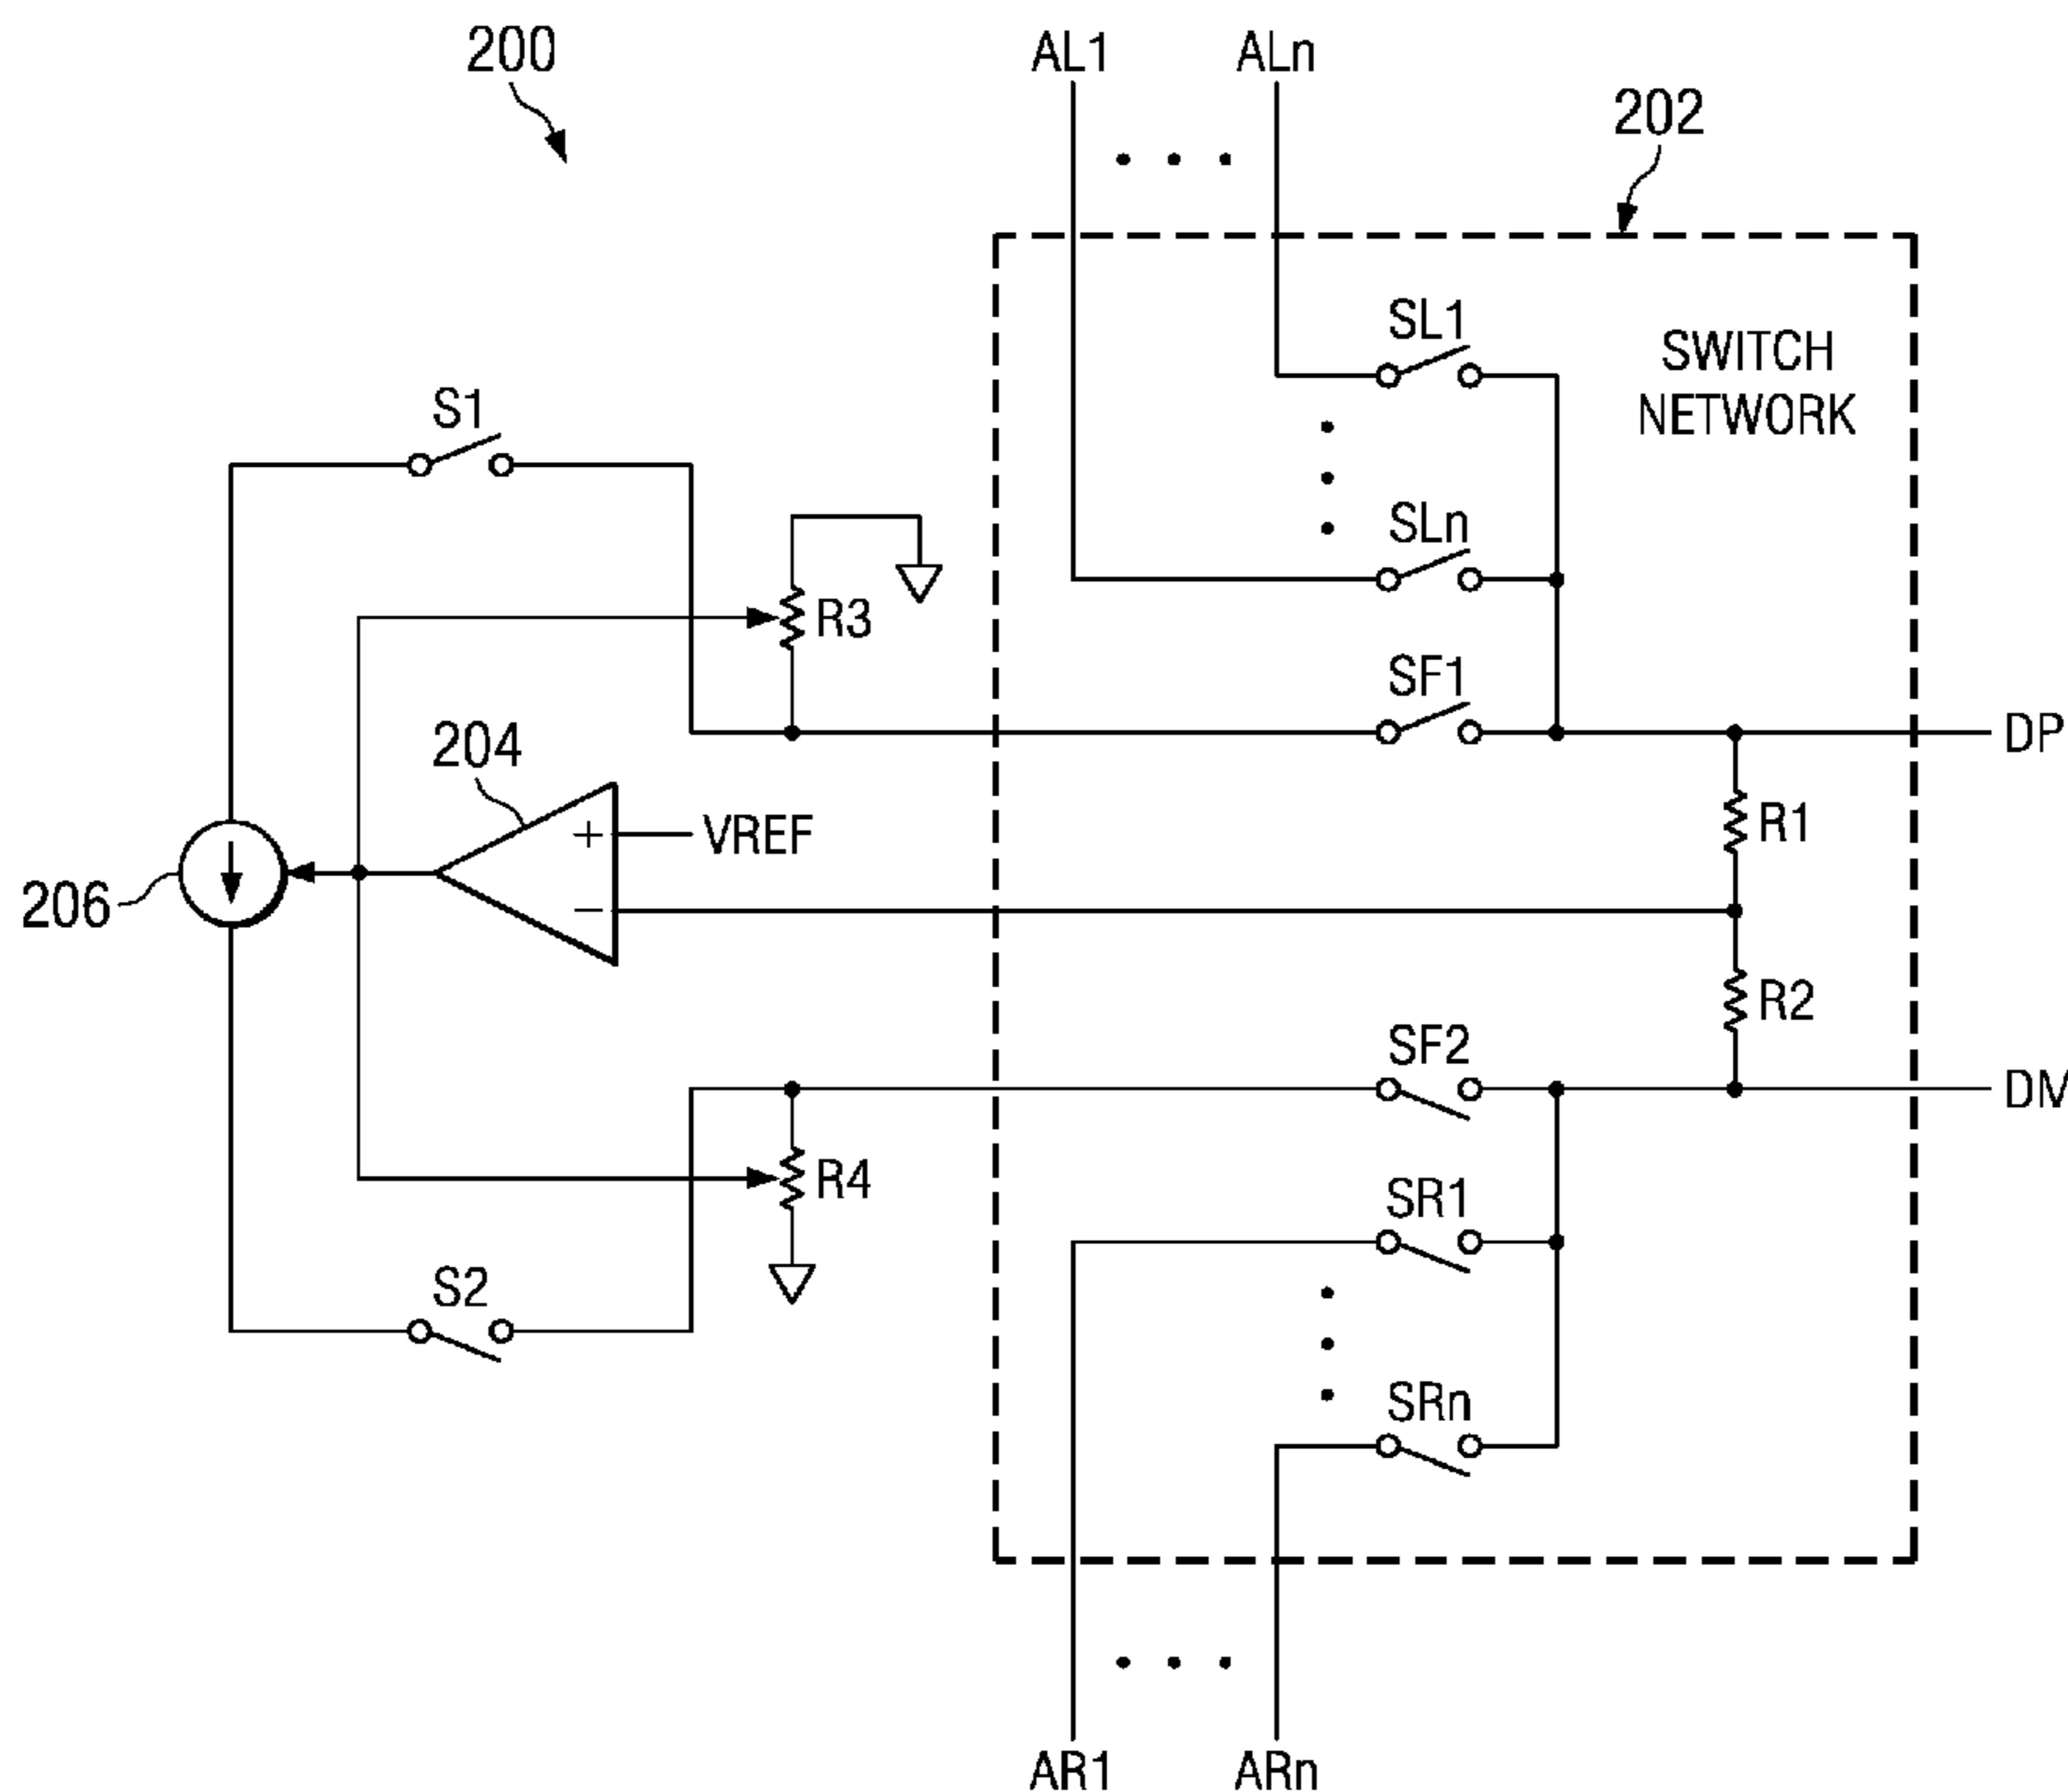 200
AL1
ALn
202
SL1
SWITCH
NETWORK
S1
SLn
R3
SF1
DP
204
+
VREF
R1
206
−
R2
SF2
DM
R4
SR1
S2
SRn
AR1
ARn